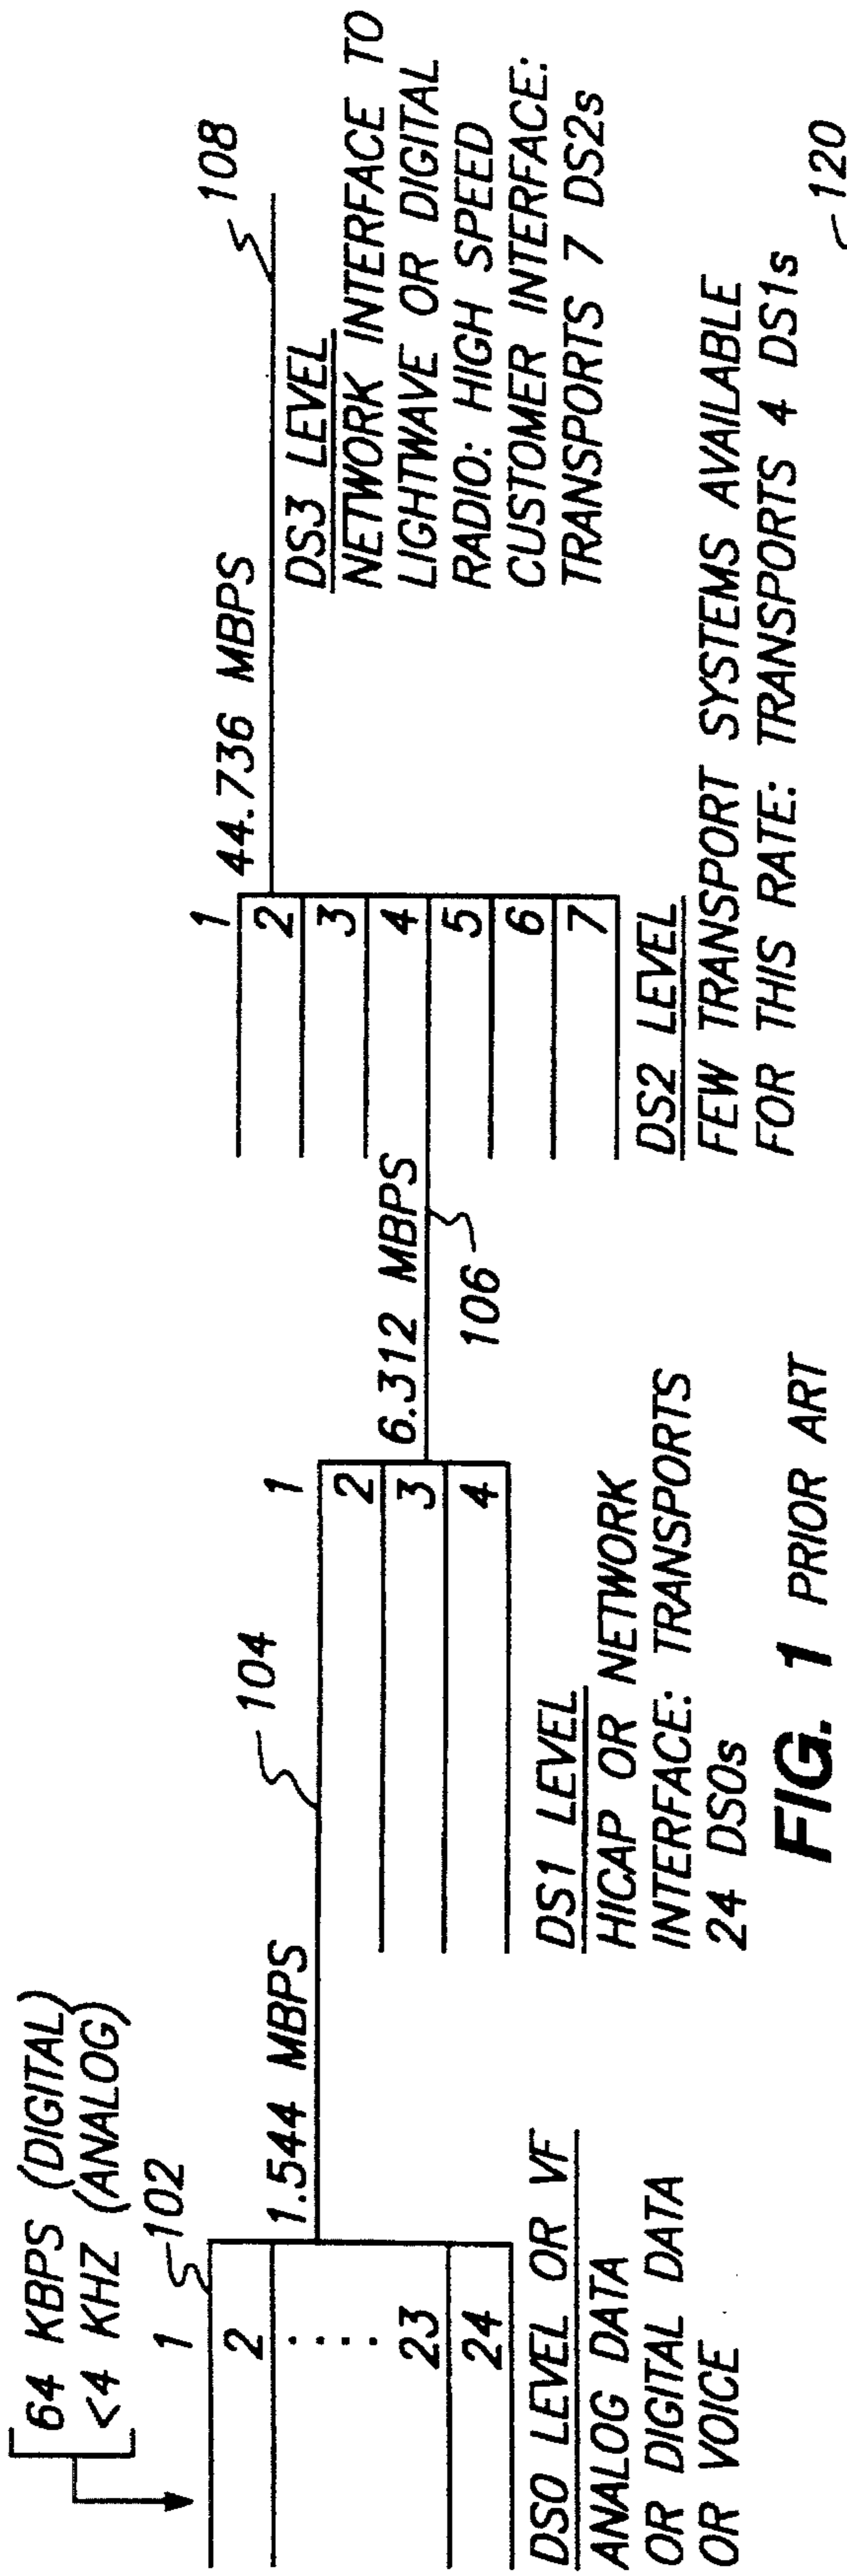 64 KBPS (DIGITAL)
<4 KHZ (ANALOG)
1
102
2
23
24
DS0 LEVEL OR VF
ANALOG DATA
OR DIGITAL DATA
OR VOICE
1.544 MBPS
104
1
2
3
4
DS1 LEVEL
HICAP OR NETWORK
INTERFACE: TRANSPORTS
24 DS0s
6.312 MBPS
106
1
2
3
4
5
6
7
DS2 LEVEL
FEW TRANSPORT SYSTEMS AVAILABLE
FOR THIS RATE: TRANSPORTS 4 DS1s
44.736 MBPS
108
DS3 LEVEL
NETWORK INTERFACE TO
LIGHTWAVE OR DIGITAL
RADIO: HIGH SPEED
CUSTOMER INTERFACE:
TRANSPORTS 7 DS2s
120
FIG. 1 PRIOR ART